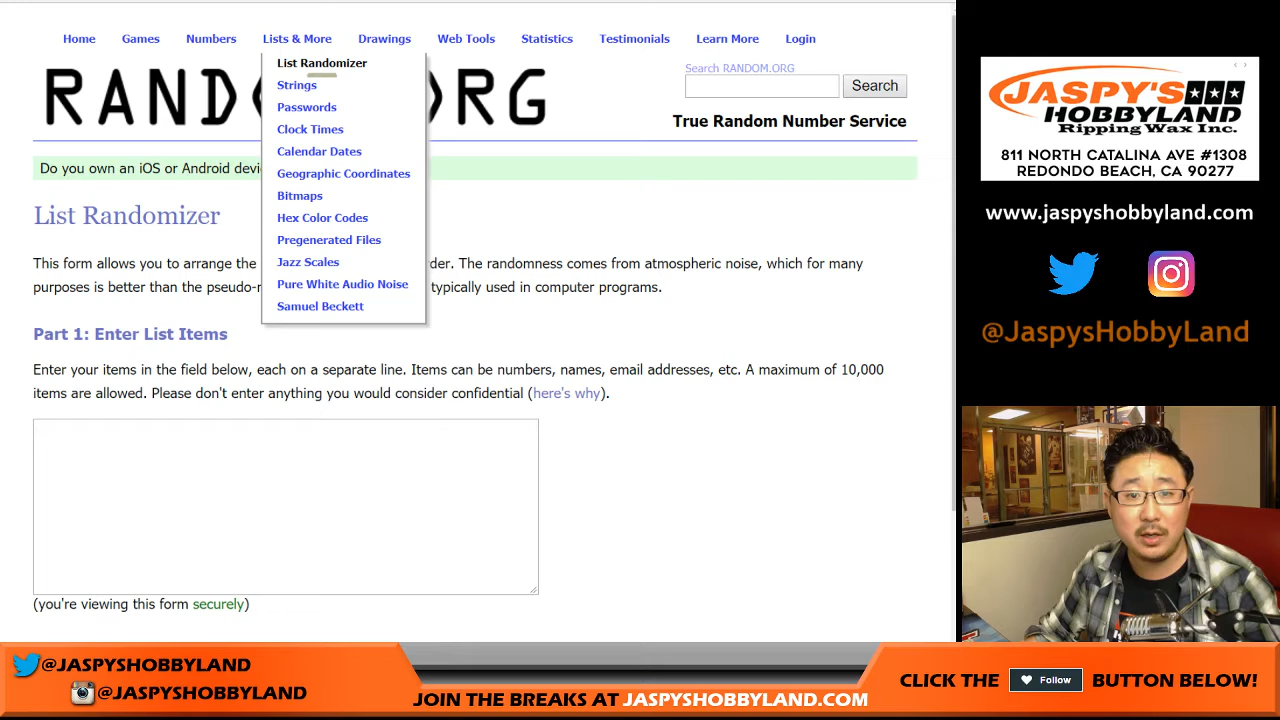 Home Games Numbers Lists & More Drawings Web Tools Statistics Testimonials Learn More Login
List Randomizer
Strings
Passwords
Clock Times
Calendar Dates
Geographic Coordinates
Bitmaps
Hex Color Codes
Pregenerated Files
Jazz Scales
Pure White Audio Noise
Samuel Beckett
Search RANDOM.ORG
Search
True Random Number Service
Do you own an iOS or Android
List Randomizer
This form allows you to arrange the The randomness comes from atmospheric noise, which for many
purposes is better than the typically used in computer programs.
Part 1: Enter List Items
Enter your items in the field below, each on a separate line. Items can be numbers, names, email addresses, etc. A maximum of 10,000
items are allowed. Please don't enter anything you would consider confidential (here's why).
(you're viewing this form securely)
JASPY'S
HOBBYLAND
Ripping Wax Inc.
811 NORTH CATALINA AVE #1308
REDONDO BEACH, CA 90277
www.jaspyshobbyland.com
@JaspysHobbyLand
@JASPYSHOBBYLAND
@JASPYSHOBBYLAND
JOIN THE BREAKS AT JASPYSHOBBYLAND.COM
CLICK THE Follow BUTTON BELOW!